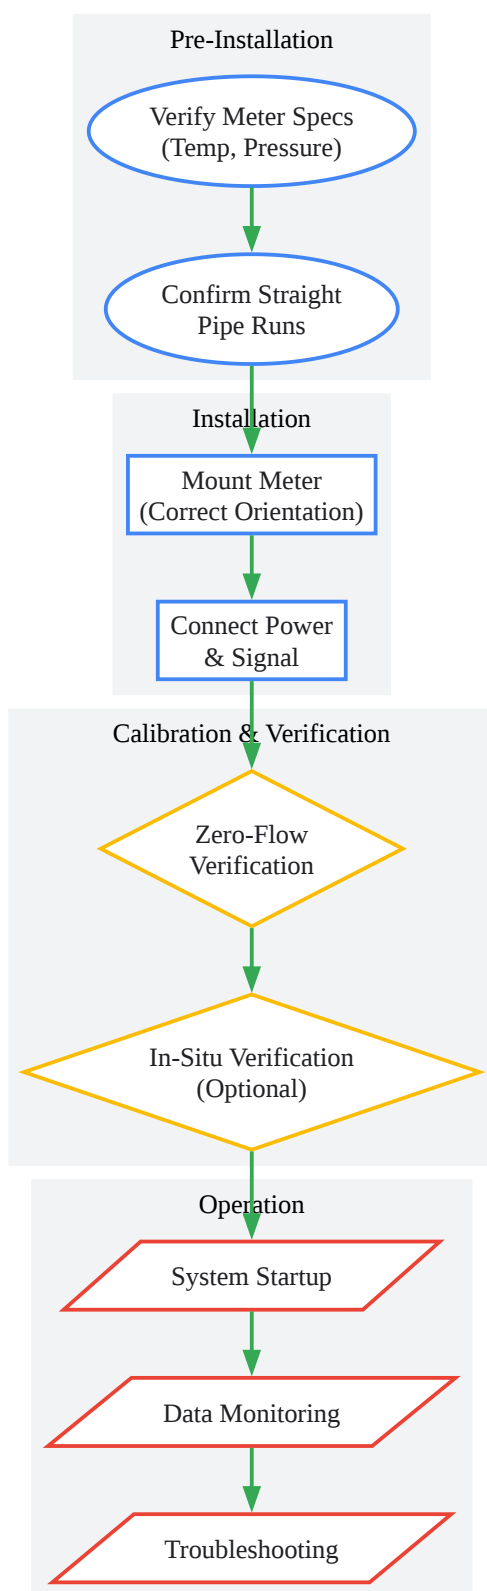 Pre-Installation
Verify Meter Specs
(Temp, Pressure)
Confirm Straight
Pipe Runs
Installation
Mount Meter
(Correct Orientation)
Connect Power
& Signal
Calibration & Verification
Zero-Flow
Verification
In-Situ Verification
(Optional)
Operation
System Startup
Data Monitoring
Troubleshooting